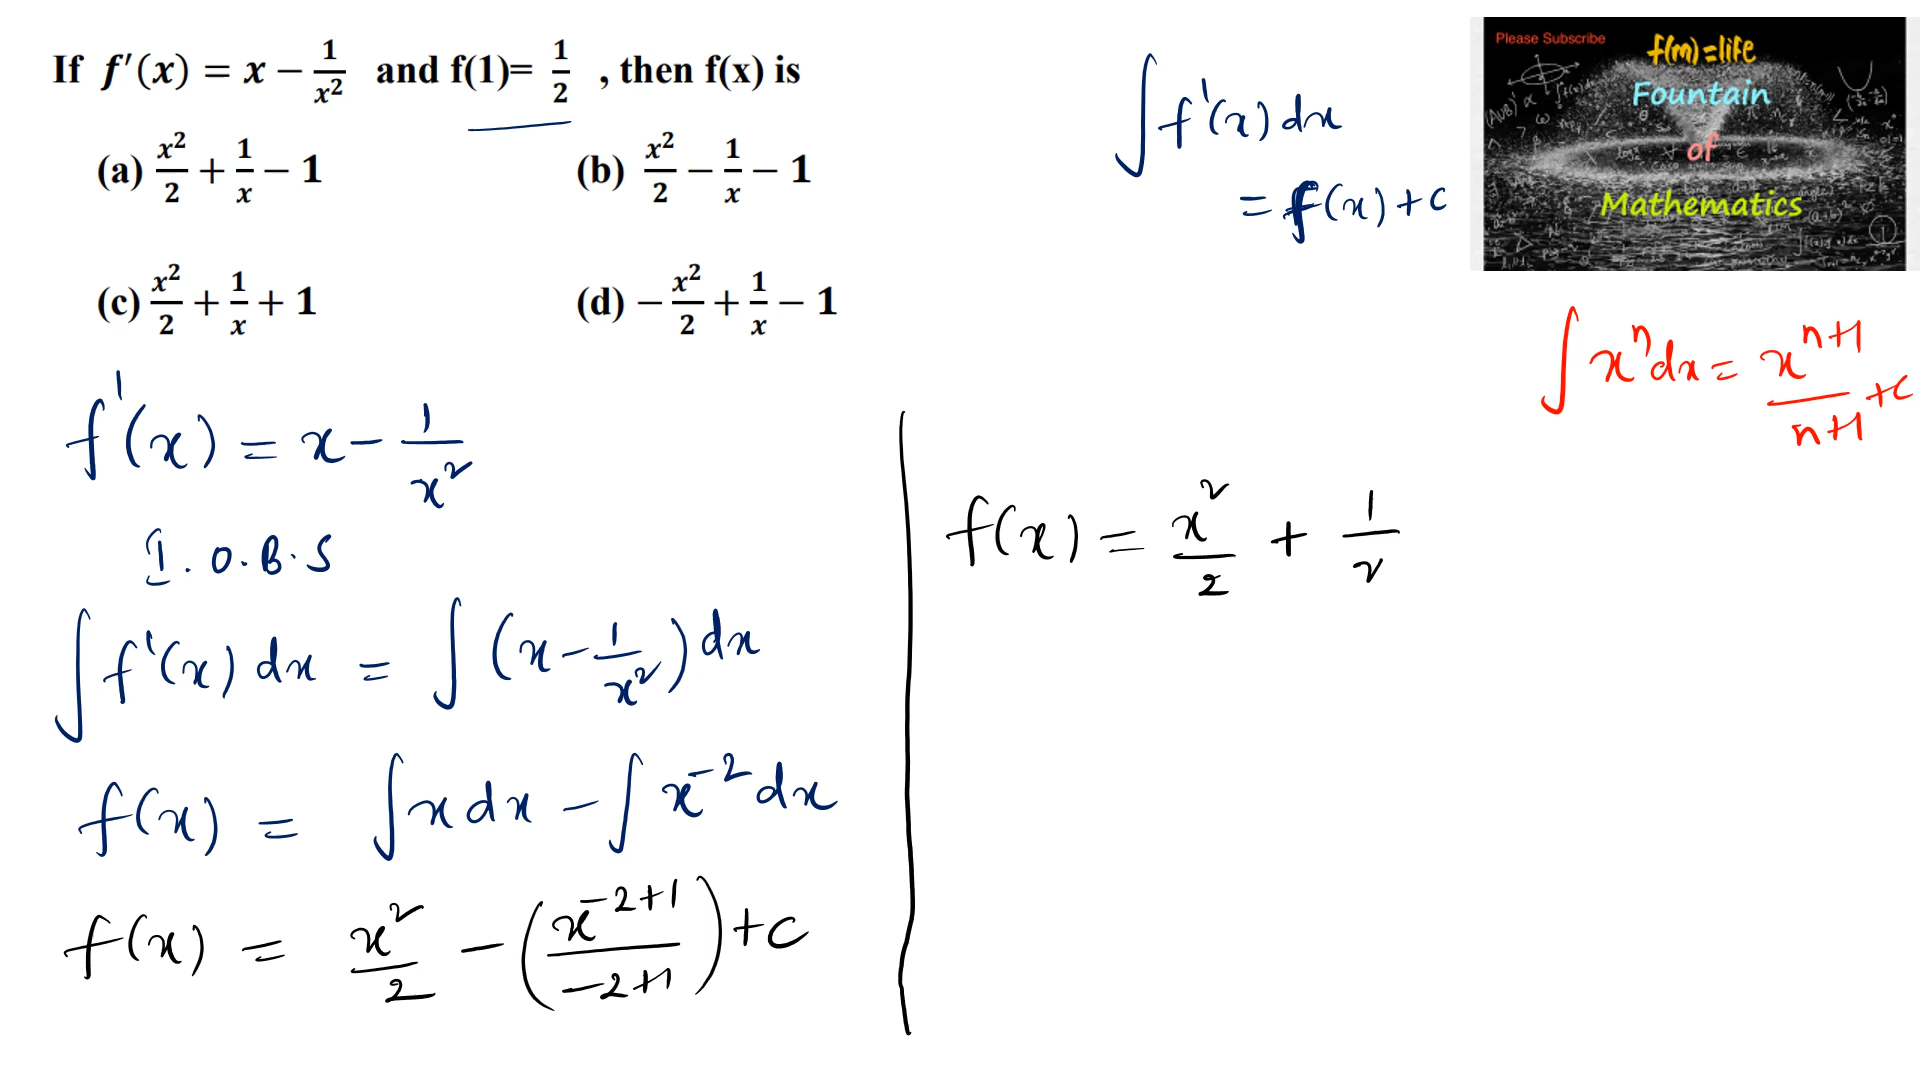 If f′(x) = x − 1/x² and f(1)= 1/2 , then f(x) is
(a) x²/2 + 1/x − 1
(b) x²/2 − 1/x − 1
(c) x²/2 + 1/x + 1
(d) − x²/2 + 1/x − 1
f'(x) = x − 1/x²
I.O.B.S
∫ f'(x) dx = ∫ (x − 1/x²) dx
f(x) = ∫ x dx − ∫ x⁻² dx
f(x) = x²/2 − (x⁻²⁺¹/−2+1) + c
∫ f'(x) dx
= f(x) + c
Please Subscribe
f(m)=life
Fountain
of
Mathematics
∫ xⁿ dx = xⁿ⁺¹/n+1 + c
f(x) = x²/2 + 1/